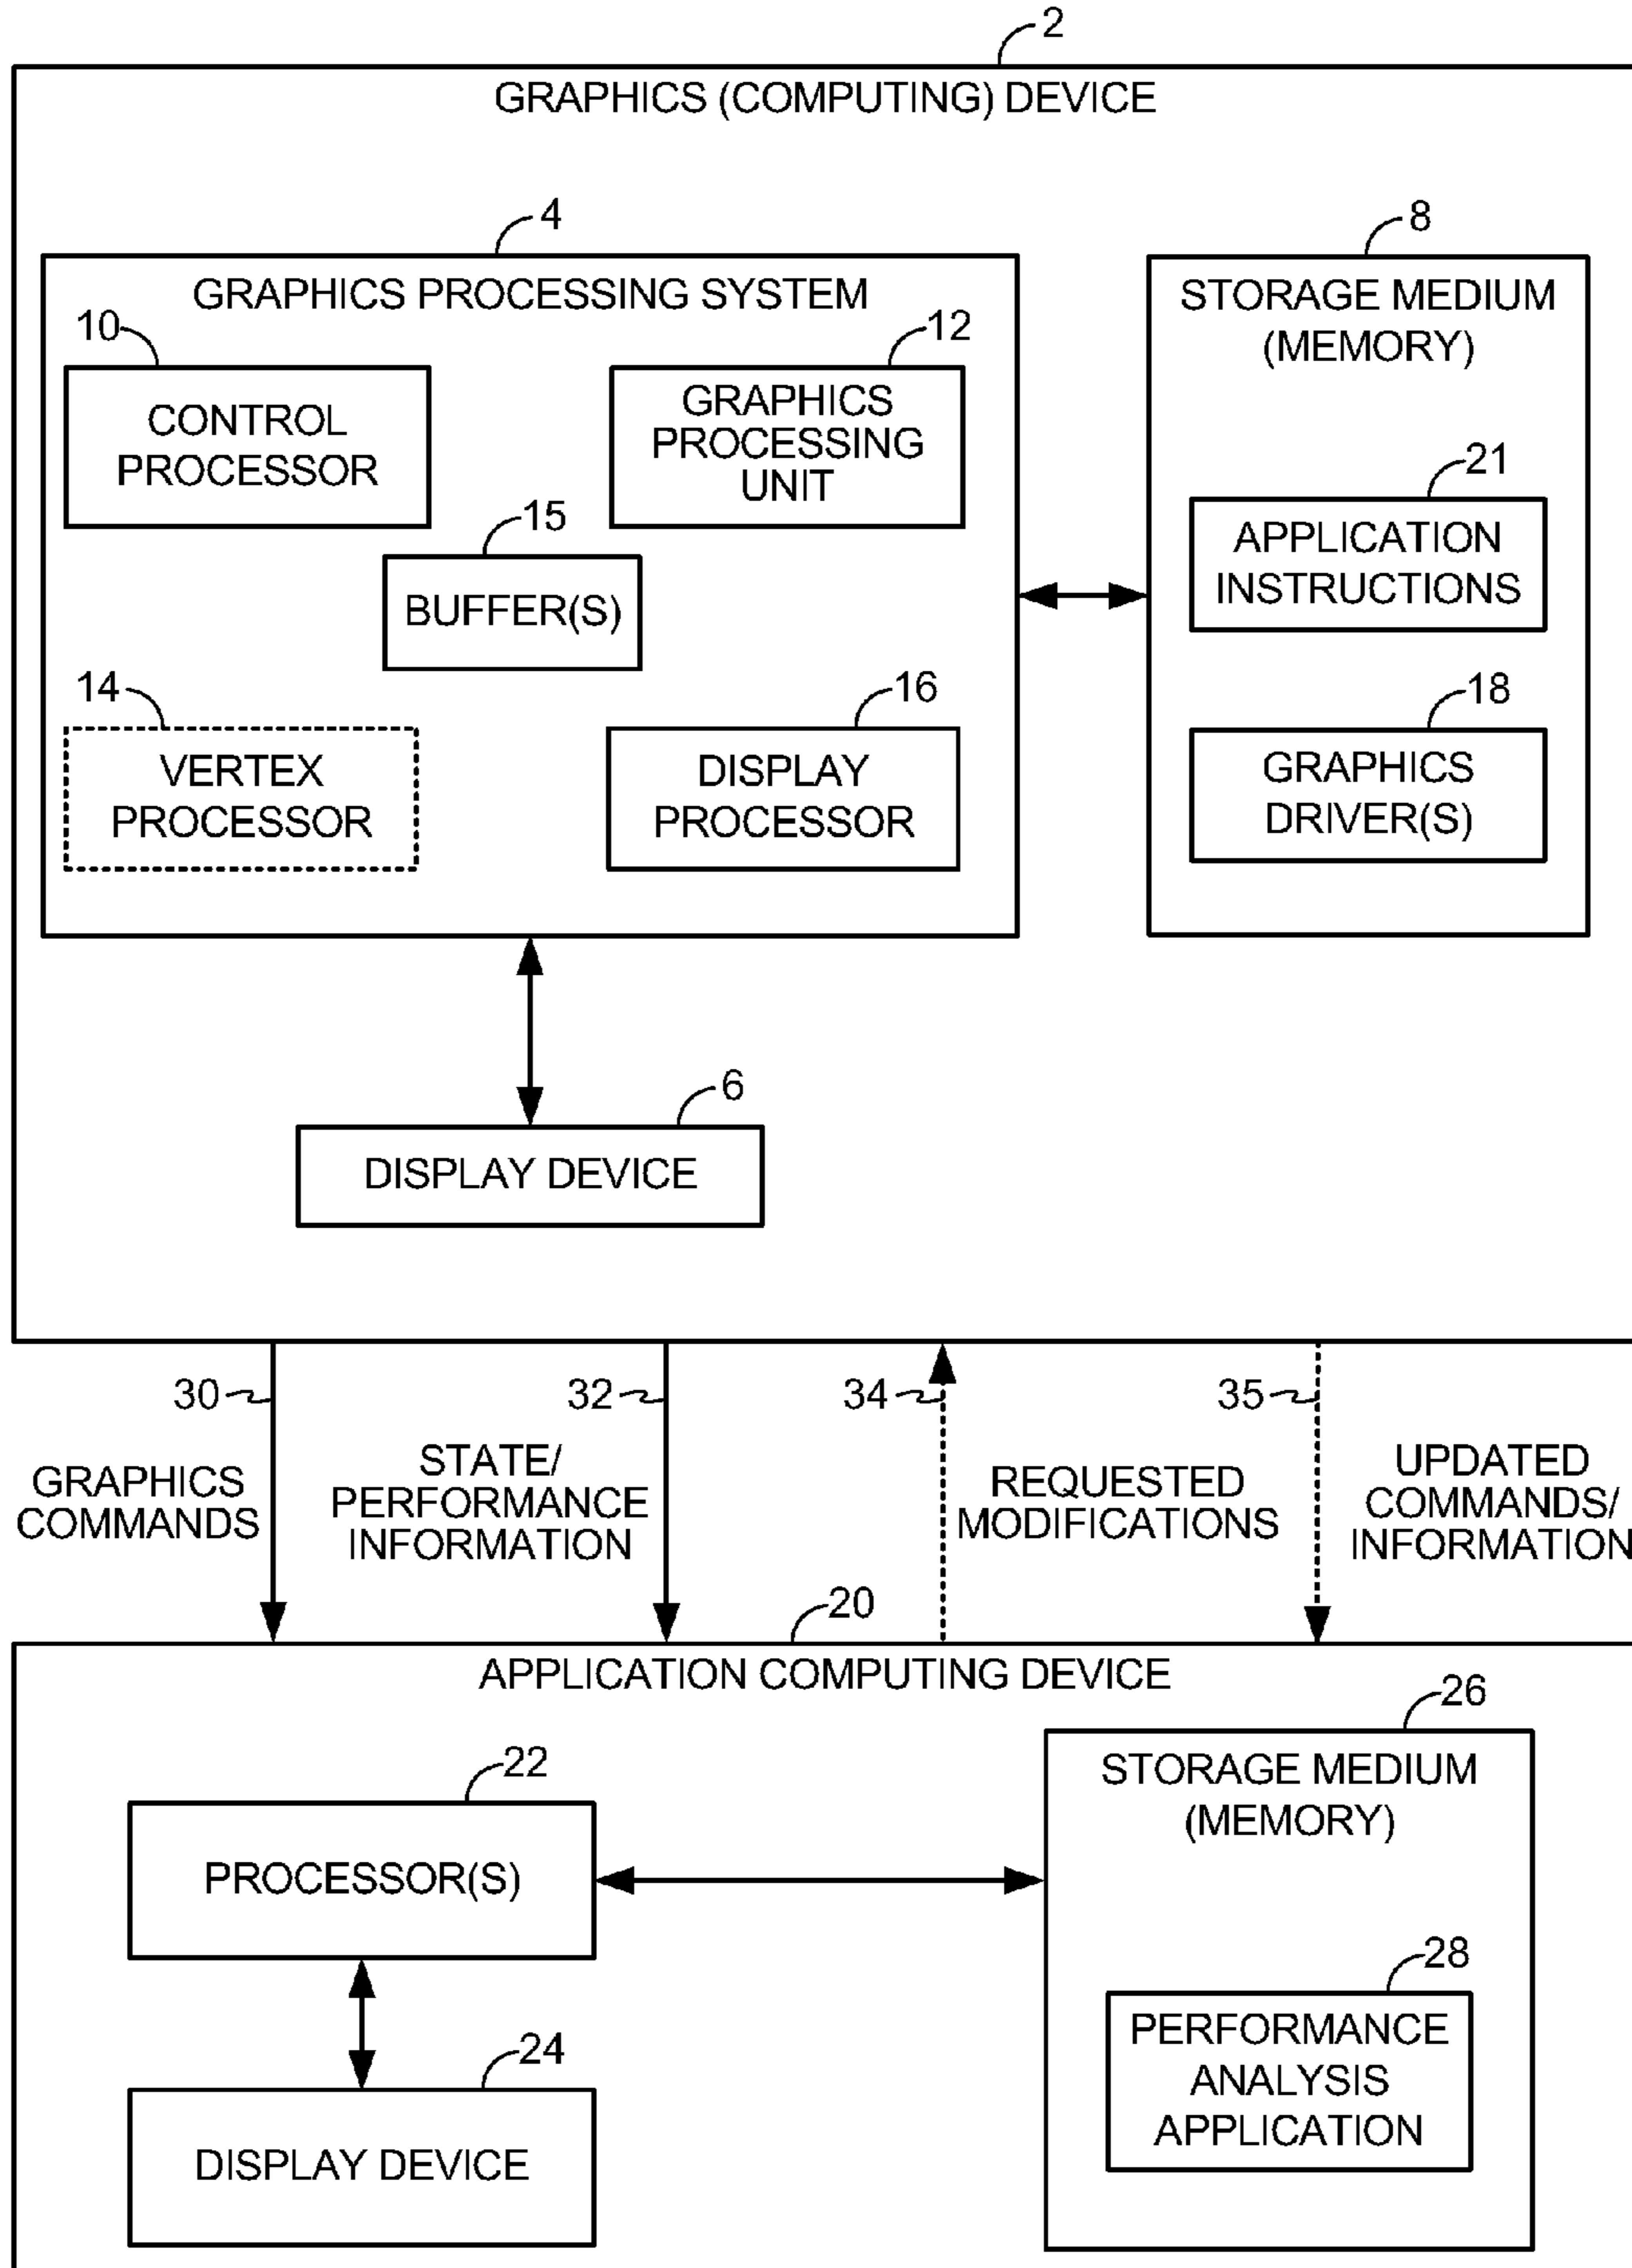 2
GRAPHICS (COMPUTING) DEVICE
4
GRAPHICS PROCESSING SYSTEM
10
CONTROL
PROCESSOR
12
GRAPHICS
PROCESSING
UNIT
15
BUFFER(S)
14
VERTEX
PROCESSOR
16
DISPLAY
PROCESSOR
8
STORAGE MEDIUM
(MEMORY)
21
APPLICATION
INSTRUCTIONS
18
GRAPHICS
DRIVER(S)
6
DISPLAY DEVICE
30
GRAPHICS
COMMANDS
32
STATE/
PERFORMANCE
INFORMATION
34
REQUESTED
MODIFICATIONS
35
UPDATED
COMMANDS/
INFORMATION
20
APPLICATION COMPUTING DEVICE
22
PROCESSOR(S)
24
DISPLAY DEVICE
26
STORAGE MEDIUM
(MEMORY)
28
PERFORMANCE
ANALYSIS
APPLICATION